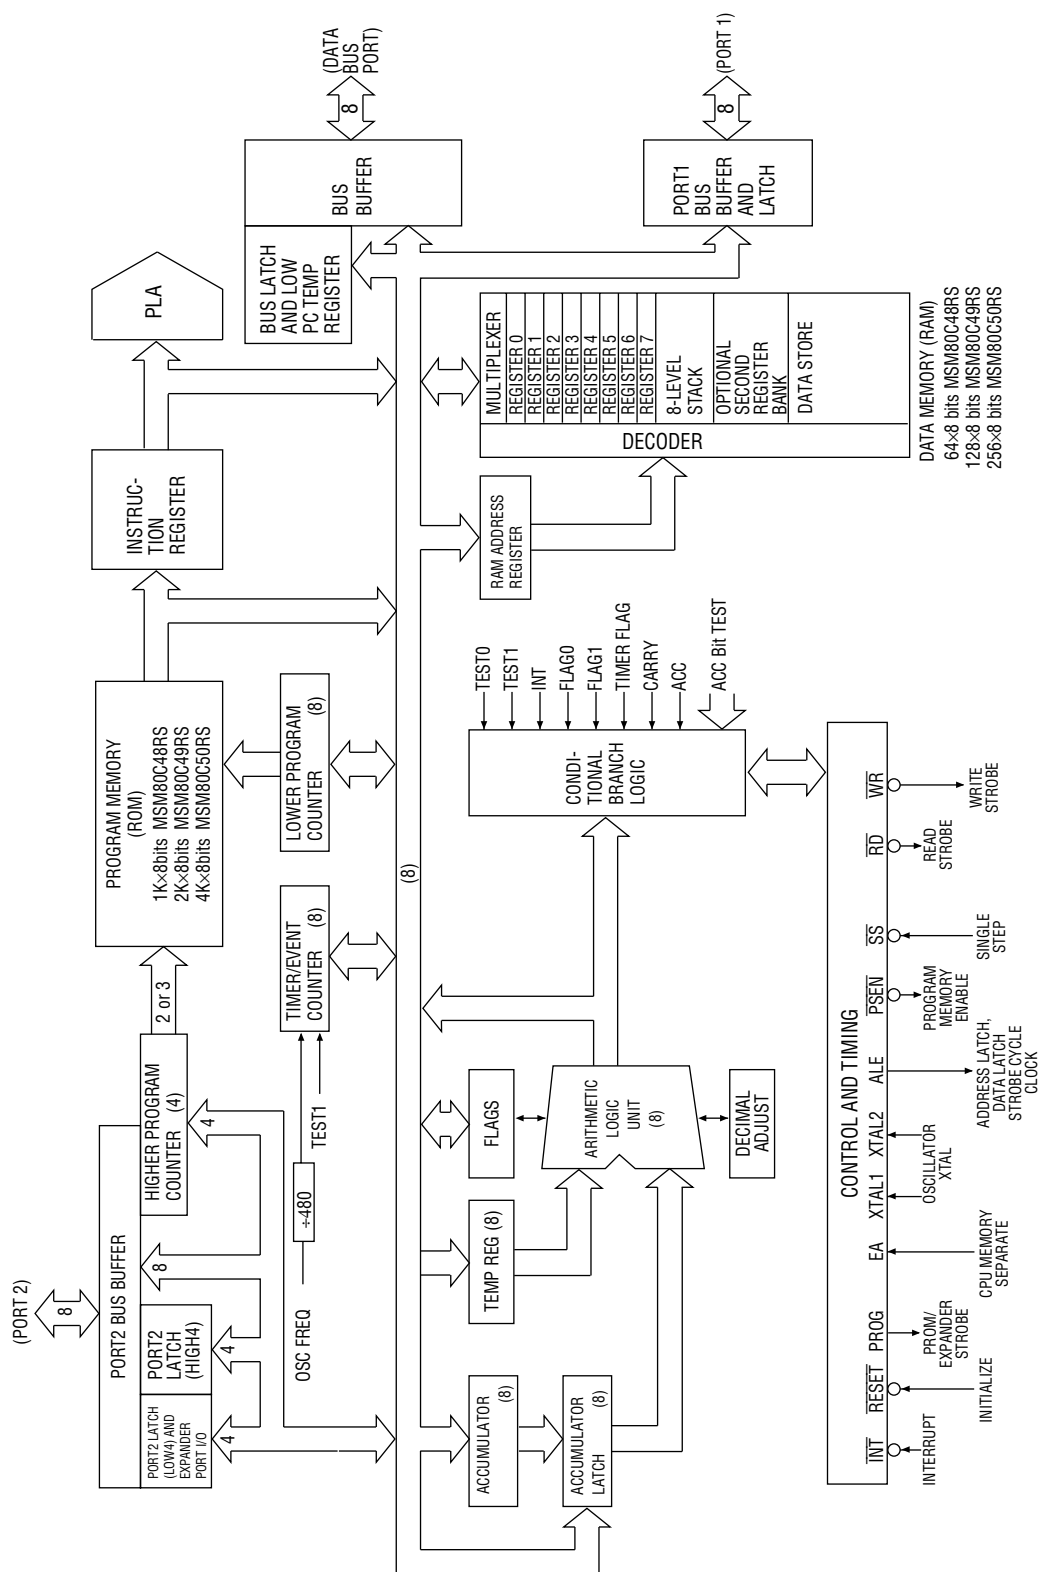 (PORT 2)
8
PORT2 BUS BUFFER
PORT2 LATCH
(LOW4) AND
EXPANDER
PORT I/O
PORT2
LATCH
(HIGH4)
HIGHER PROGRAM
COUNTER (4)
4
4
8
4
2 or 3
PROGRAM MEMORY
(ROM)
1K×8bits MSM80C48RS
2K×8bits MSM80C49RS
4K×8bits MSM80C50RS
INSTRUC-
TION
REGISTER
PLA
OSC FREQ
÷480
TEST1
TIMER/EVENT
COUNTER (8)
LOWER PROGRAM
COUNTER (8)
BUS LATCH
AND LOW
PC TEMP
REGISTER
BUS
BUFFER
8
(DATA
BUS
PORT)
(8)
ACCUMULATOR
(8)
ACCUMULATOR
LATCH (8)
TEMP REG (8)
FLAGS
ARITHMETIC
LOGIC
UNIT
(8)
DECIMAL
ADJUST
CONDI-
TIONAL
BRANCH
LOGIC
TEST0
TEST1
INT
FLAG0
FLAG1
TIMER FLAG
CARRY
ACC
ACC Bit TEST
RAM ADDRESS
REGISTER
DECODER
MULTIPLEXER
REGISTER 0
REGISTER 1
REGISTER 2
REGISTER 3
REGISTER 4
REGISTER 5
REGISTER 6
REGISTER 7
8-LEVEL
STACK
OPTIONAL
SECOND
REGISTER
BANK
DATA STORE
DATA MEMORY (RAM)
64×8 bits MSM80C48RS
128×8 bits MSM80C49RS
256×8 bits MSM80C50RS
PORT1
BUS
BUFFER
AND
LATCH
8
(PORT 1)
CONTROL AND TIMING
INT
RESET
PROG
EA
XTAL1
XTAL2
ALE
PSEN
SS
RD
WR
INTERRUPT
INITIALIZE
PROM/
EXPANDER
STROBE
CPU MEMORY
SEPARATE
OSCILLATOR
XTAL
ADDRESS LATCH,
DATA LATCH
STROBE CYCLE
CLOCK
PROGRAM
MEMORY
ENABLE
SINGLE
STEP
READ
STROBE
WRITE
STROBE